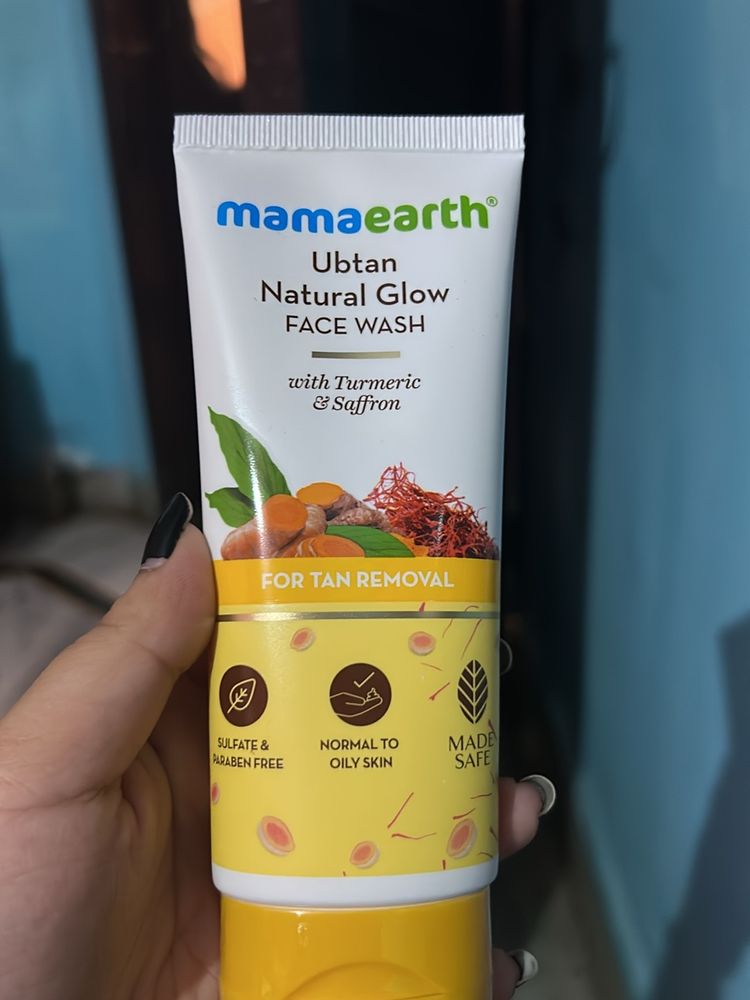 mamaearth®
Ubtan
Natural Glow
FACE WASH
with Turmeric
& Saffron
FOR TAN REMOVAL
SULFATE &
PARABEN FREE
NORMAL TO
OILY SKIN
MADE
SAFE